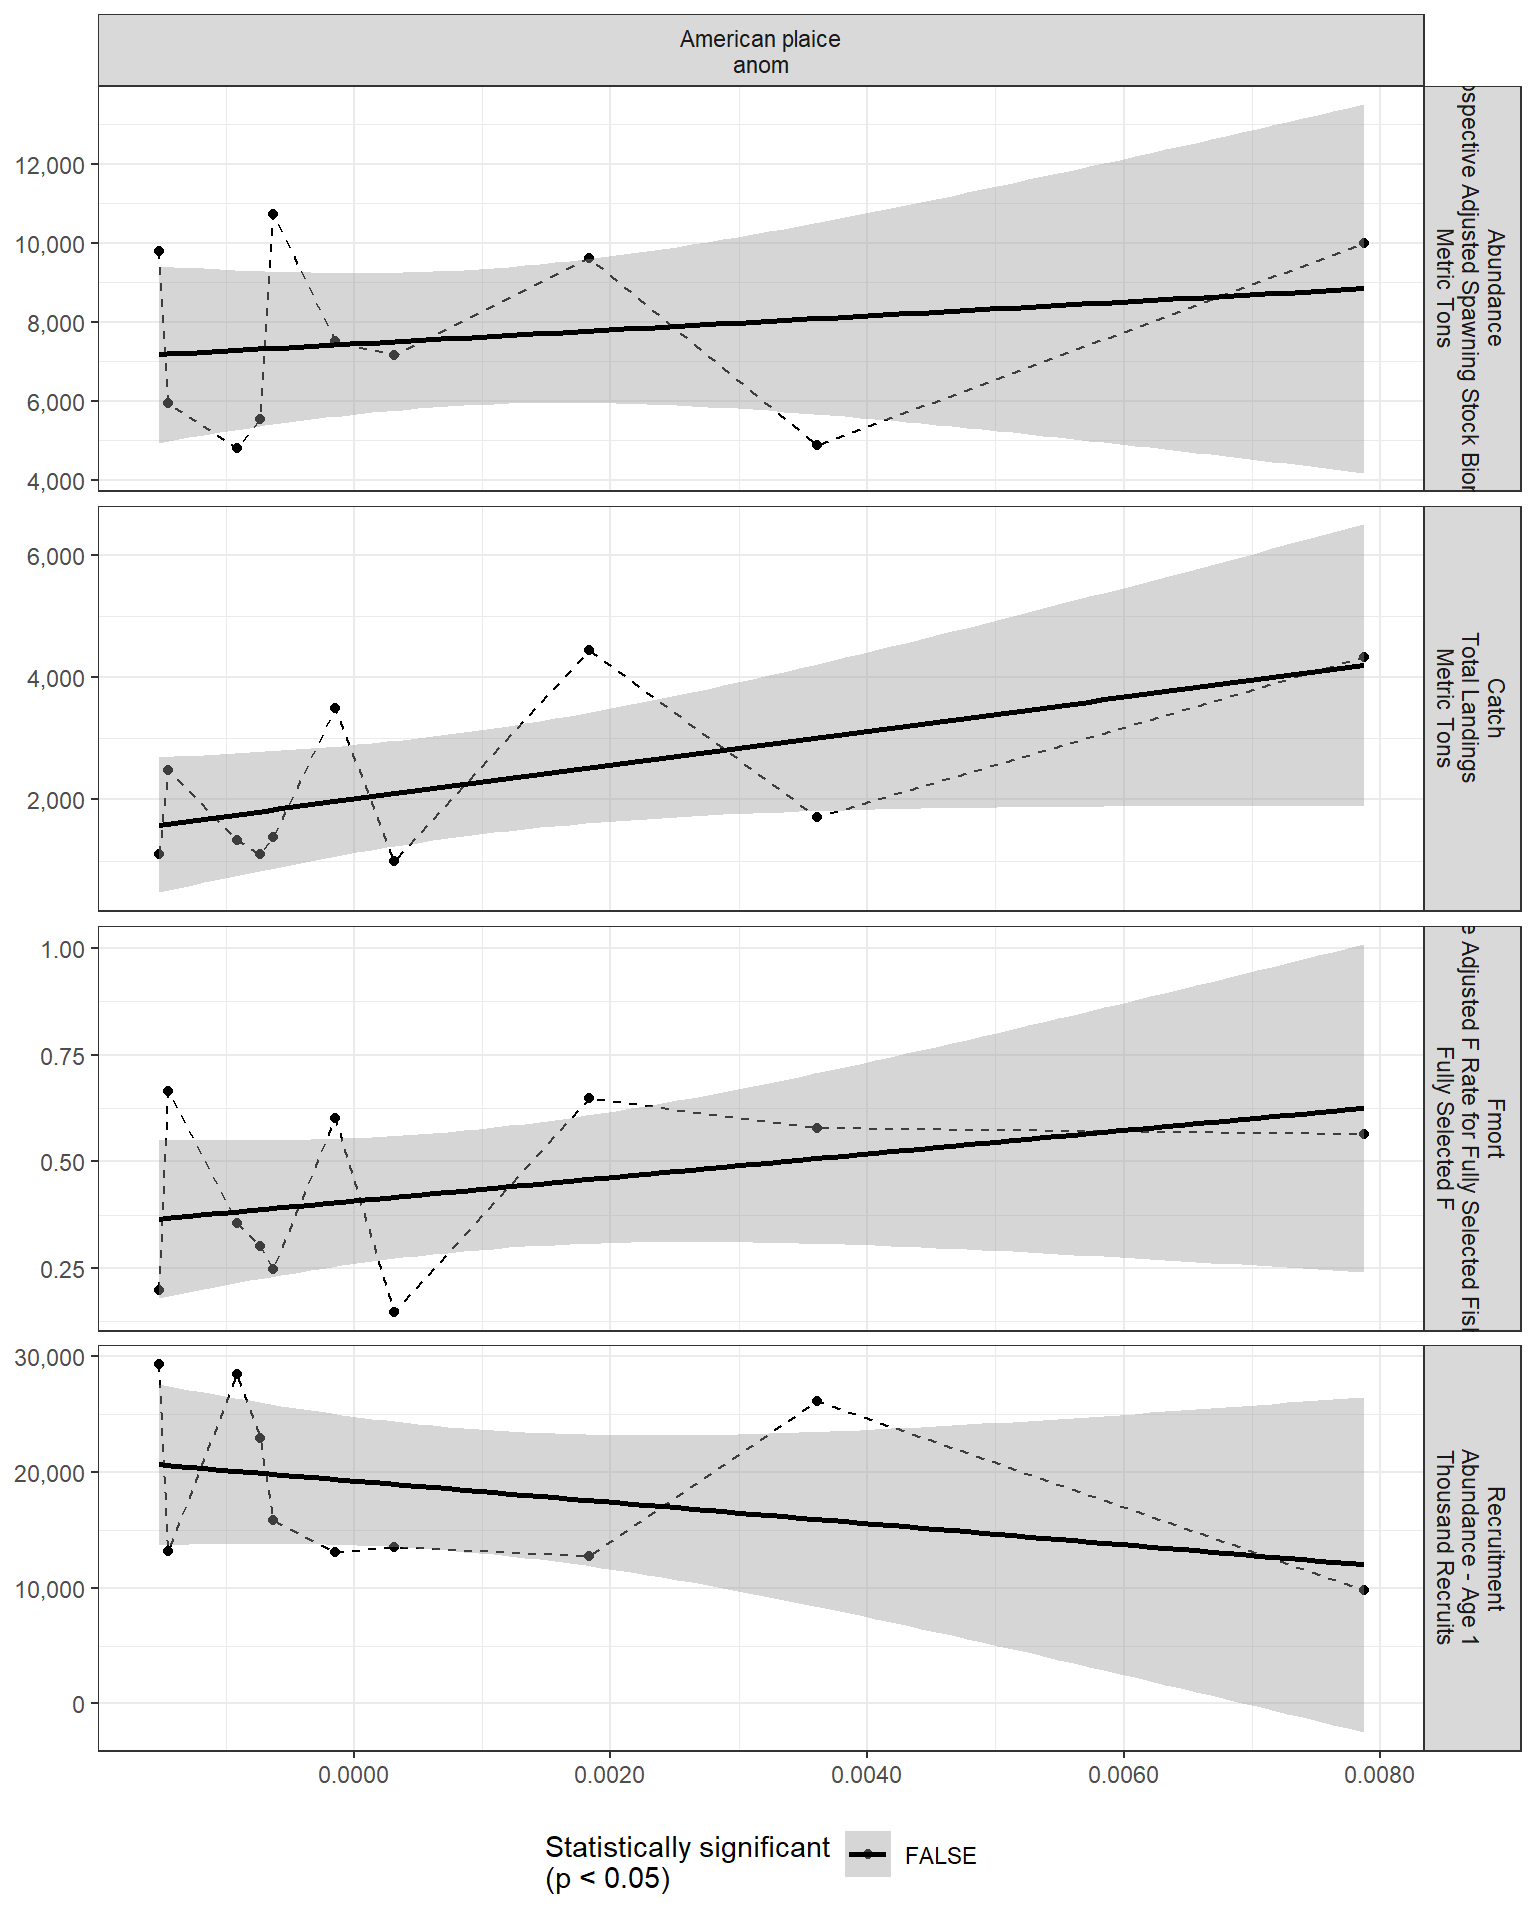 American plaice
anom
12,000
10,000
8,000
6,000
4,000
Abundance
Adjusted Spawning Stock
Metric Tons
6,000
4,000
2,000
Catch
Total Landings
Metric Tons
1.00
0.75
0.50
0.25
Fmort
Adjusted F Rate for Fully Selected
Fully Selected F
30,000
20,000
10,000
0
Recruitment
Abundance - Age 1
Thousand Recruits
0.0000
0.0020
0.0040
0.0060
0.0080
Statistically significant
(p < 0.05)
FALSE